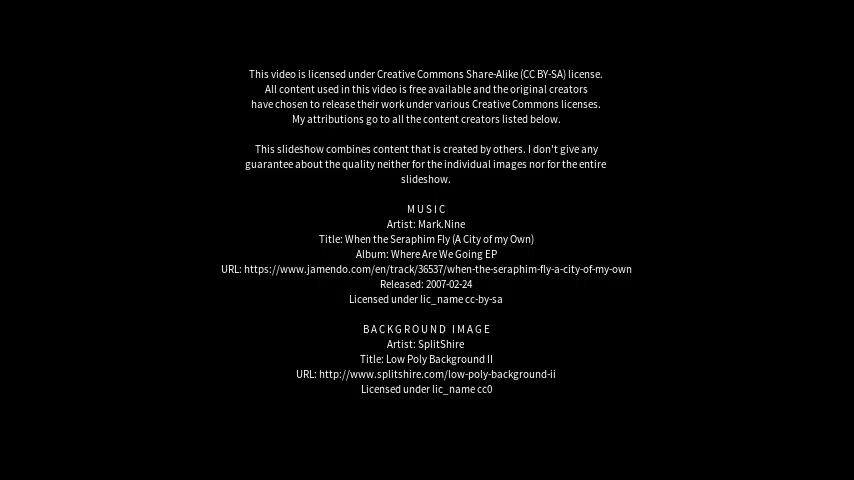 This video is licensed under Creative Commons Share-Alike (CC BY-SA) license.
All content used in this video is free available and the original creators
have chosen to release their work under various Creative Commons licenses.
My attributions go to all the content creators listed below.
This slideshow combines content that is created by others. I don't give any
guarantee about the quality neither for the individual images nor for the entire
slideshow.
MUSIC
Artist: Mark.Nine
Title: When the Seraphim Fly (A City of my Own)
Album: Where Are We Going EP
URL: https://www.jamendo.com/en/track/36537/when-the-seraphim-fly-a-city-of-my-own
Released: 2007-02-24
Licensed under lic_name cc-by-sa
BACKGROUND IMAGE
Artist: SplitShire
Title: Low Poly Background II
URL: http://www.splitshire.com/low-poly-background-ii
Licensed under lic_name cc0